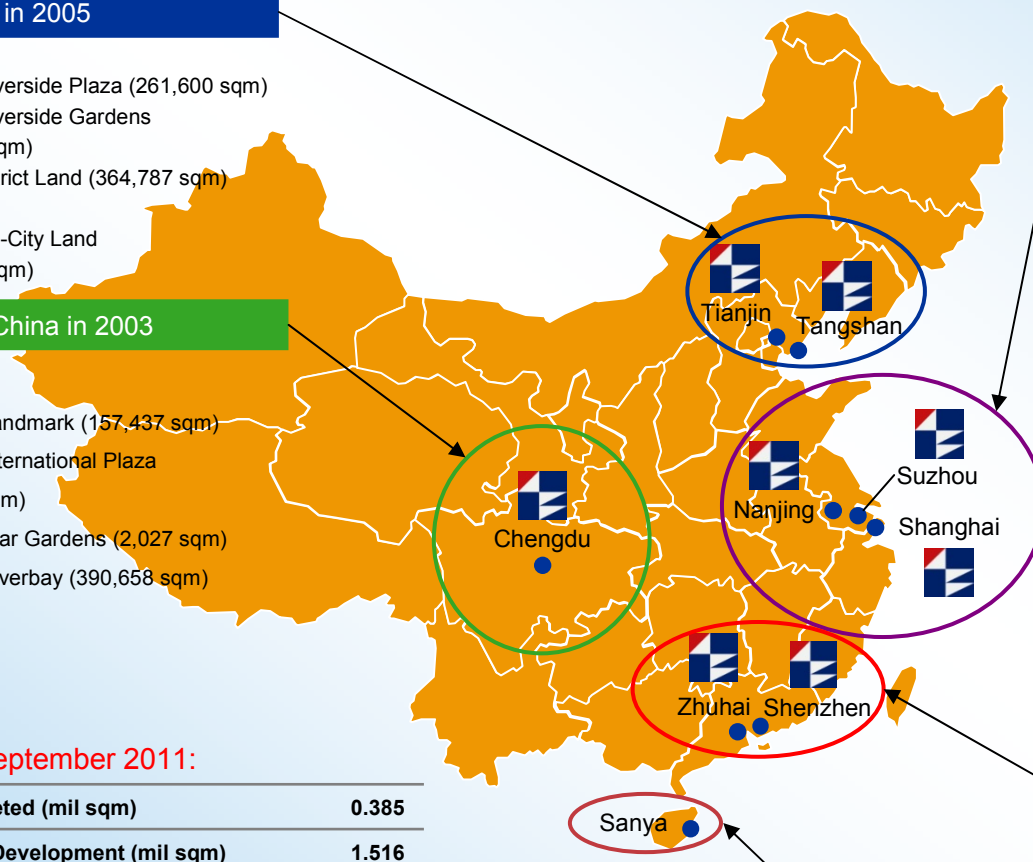 in 2005
verside Plaza (261,600 sqm)
verside Gardens
qm)
rict Land (364,787 sqm)
-City Land
qm)
China in 2003
andmark (157,437 sqm)
ternational Plaza
m)
ar Gardens (2,027 sqm)
verbay (390,658 sqm)
Tianjin
Tangshan
Suzhou
Nanjing
Shanghai
Chengdu
Zhuhai
Shenzhen
Sanya
eptember 2011:
eted (mil sqm) 0.385
Development (mil sqm) 1.516